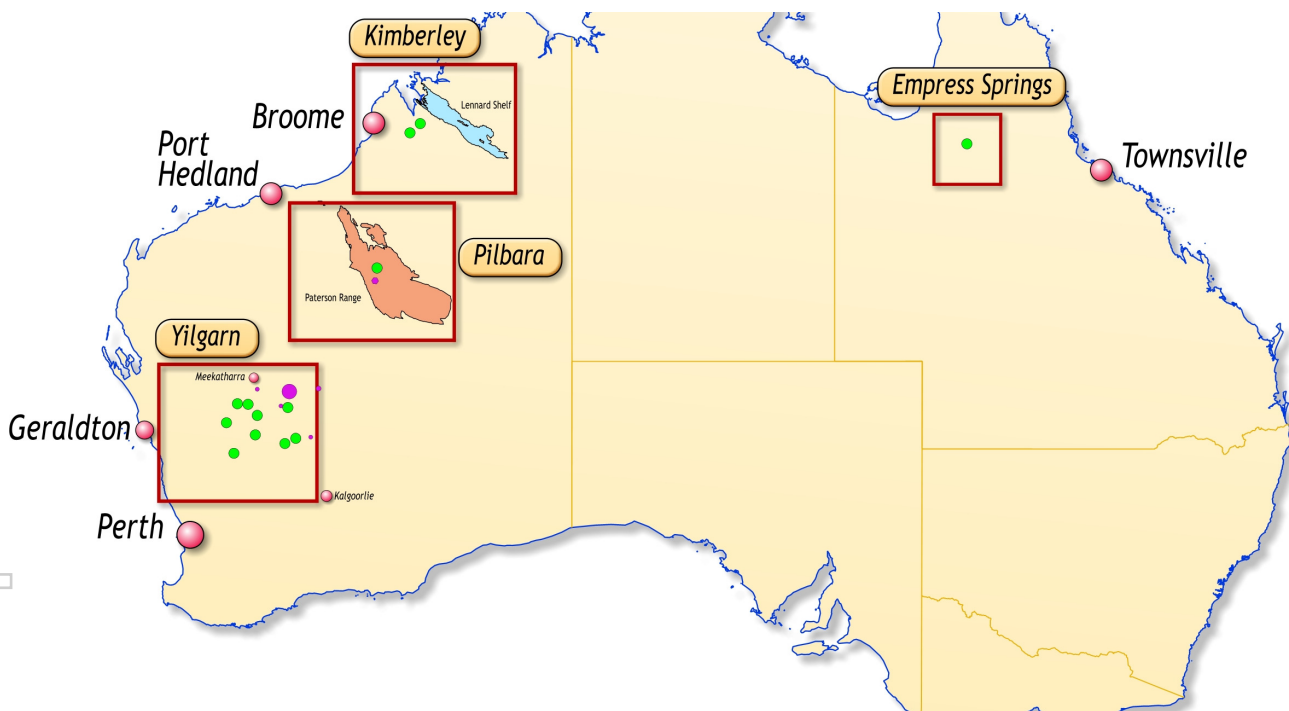 Kimberley
Empress Springs
Lennard Shelf
Broome
Port
Hedland
Townsville
Pilbara
Paterson Range
Yilgarn
Meekatharra
Geraldton
Kalgoorlie
Perth